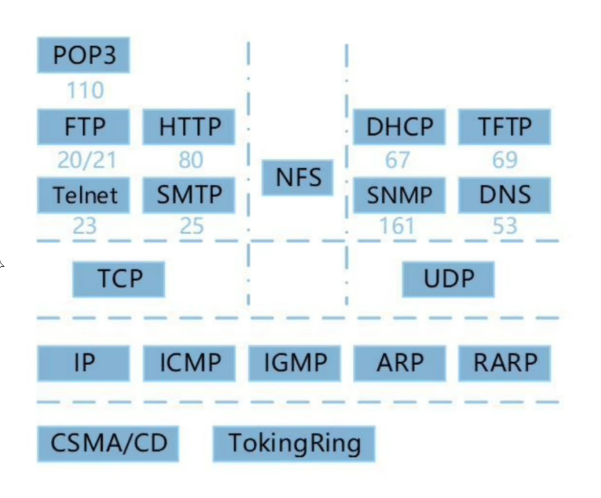 POP3
110
FTP HTTP DHCP TFTP
20/21 80 67 69
NFS
Telnet SMTP SNMP DNS
23 25 161 53
TCP UDP
IP ICMP IGMP ARP RARP
CSMA/CD TokingRing